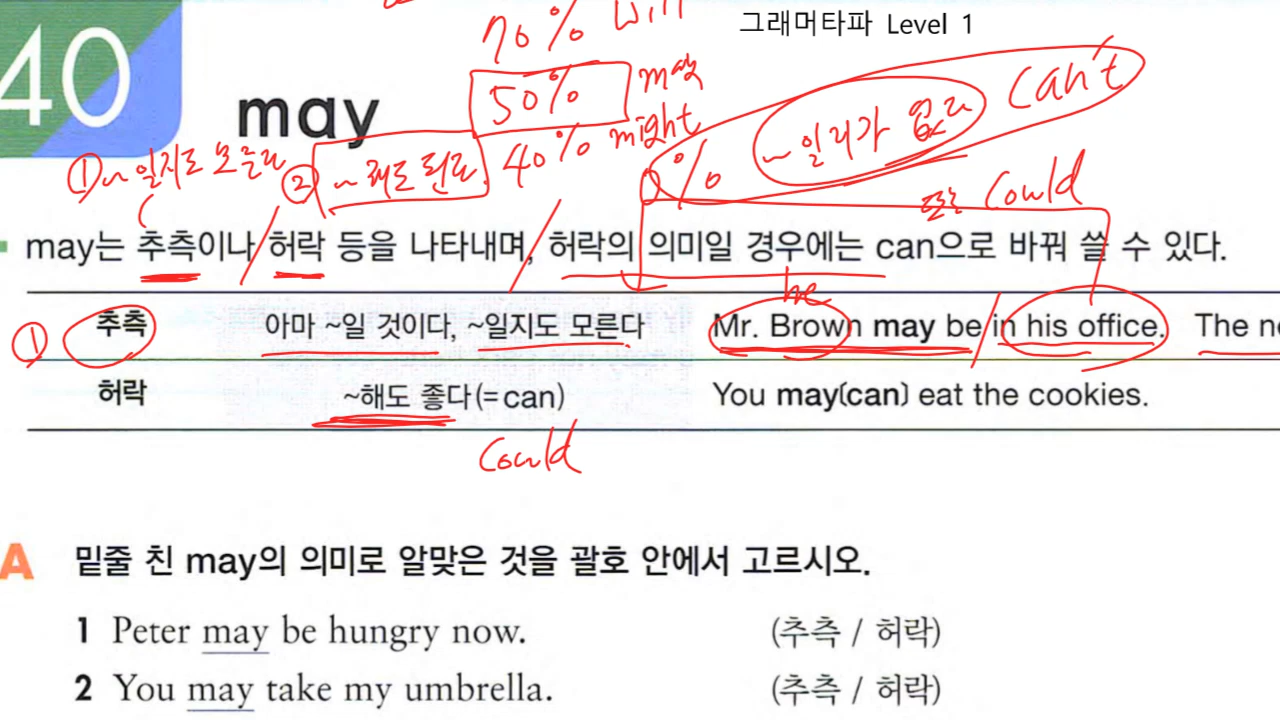 70% will
그래머타파 Level 1
40
50% may
can't
~일리가 없다
may
40% might
① ~일지도 모른다
② ~해도 된다.
0%
또는 could
may는 추측이나 허락 등을 나타내며, 허락의 의미일 경우에는 can으로 바꿔 쓸 수 있다.
he
① 추측 아마 ~일 것이다, ~일지도 모른다 Mr. Brown may be in his office. The
허락 ~해도 좋다(=can) You may(can) eat the cookies.
could
A 밑줄 친 may의 의미로 알맞은 것을 괄호 안에서 고르시오.
1 Peter may be hungry now. (추측 / 허락)
2 You may take my umbrella. (추측 / 허락)